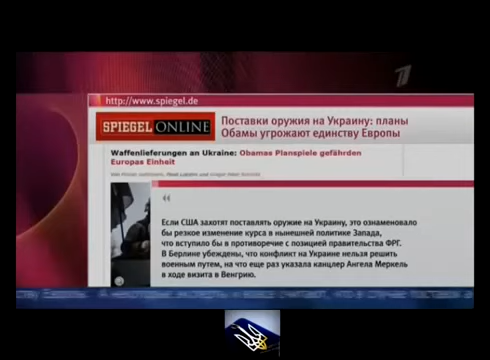 http://www.spiegel.de
SPIEGEL ONLINE
Поставки оружия на Украину: планы
Обамы угрожают единству Европы
Waffenlieferungen an Ukraine: Obamas Planspiele gefährden
Europas Einheit
Если США захотят поставлять оружие на Украину, это ознаменовало
бы резкое изменение курса в нынешней политике Запада,
что вступило бы в противоречие с позицией правительства ФРГ.
В Берлине убеждены, что конфликт на Украине нельзя решить
военным путем, на что еще раз указала канцлер Ангела Меркель
в ходе визита в Венгрию.